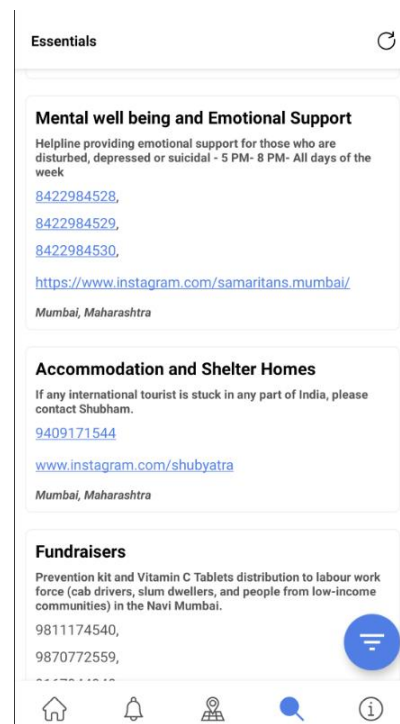 Essentials
Mental well being and Emotional Support
Helpline providing emotional support for those who are
disturbed, depressed or suicidal - 5 PM- 8 PM- All days of the
week
8422984528,
8422984529,
8422984530,
https://www.instagram.com/samaritans.mumbai/
Mumbai, Maharashtra
Accommodation and Shelter Homes
If any international tourist is stuck in any part of India, please
contact Shubham.
9409171544
www.instagram.com/shubyatra
Mumbai, Maharashtra
Fundraisers
Prevention kit and Vitamin C Tablets distribution to labour work
force (cab drivers, slum dwellers, and people from low-income
communities) in the Navi Mumbai.
9811174540,
9870772559,